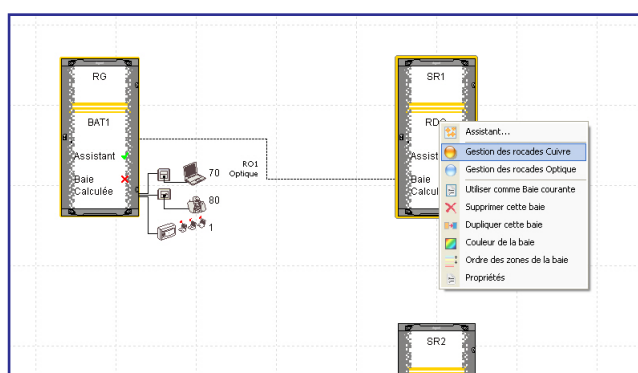 RG
BAT1
Assistant
Baie
Calculée
70
80
1
RO1
Optique
SR1
Baie
Assistant...
Gestion des rocades Cuivre
Gestion des rocades Optique
Utiliser comme Baie courante
Supprimer cette baie
Dupliquer cette baie
Couleur de la baie
Ordre des zones de la baie
Propriétés
SR2